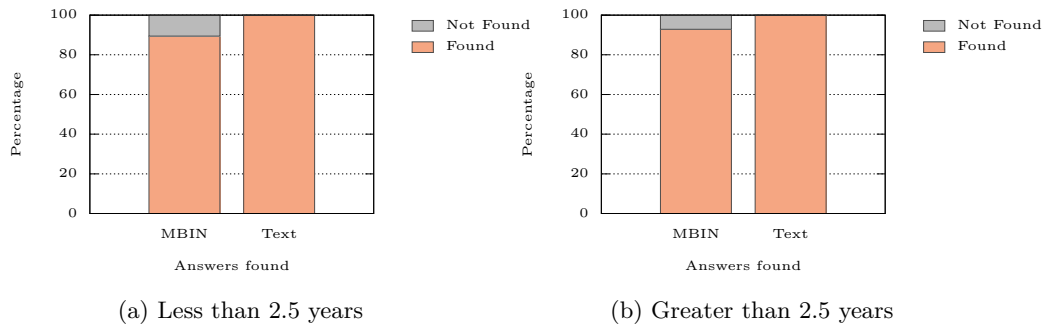 Percentage
100
80
60
40
20
0
MBIN Text
Answers found
Not Found
Found
(a) Less than 2.5 years
Percentage
100
80
60
40
20
0
MBIN Text
Answers found
Not Found
Found
(b) Greater than 2.5 years